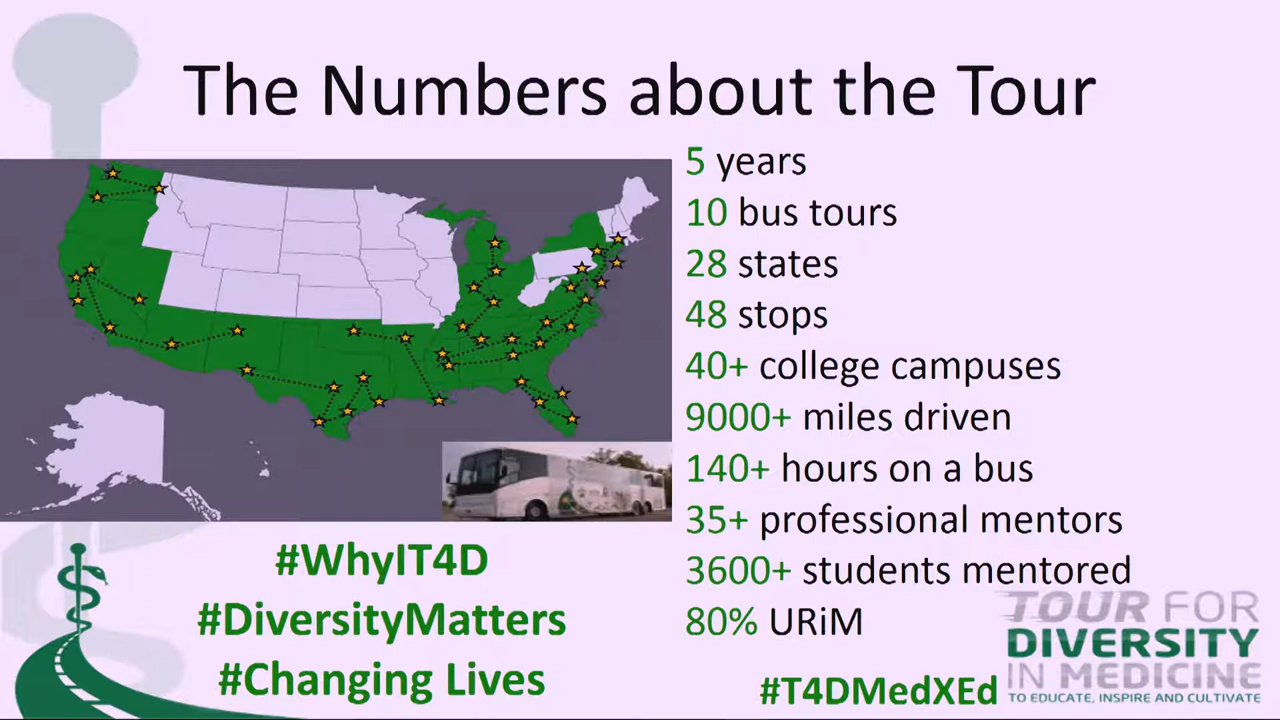 The Numbers about the Tour
5 years
10 bus tours
28 states
48 stops
40+ college campuses
9000+ miles driven
140+ hours on a bus
35+ professional mentors
3600+ students mentored
80% URiM
#WhyIT4D
#DiversityMatters
#Changing Lives
#T4DMedXEd
TOUR FOR
DIVERSITY
IN MEDICINE
TO EDUCATE, INSPIRE AND CULTIVATE